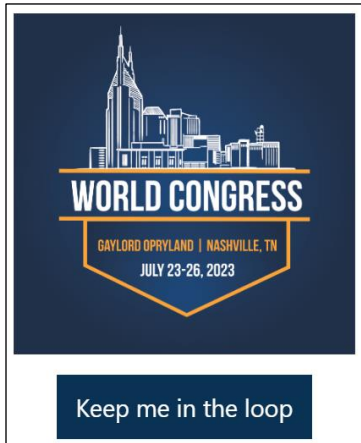 WORLD CONGRESS
GAYLORD OPRYLAND | NASHVILLE, TN
JULY 23-26, 2023
Keep me in the loop